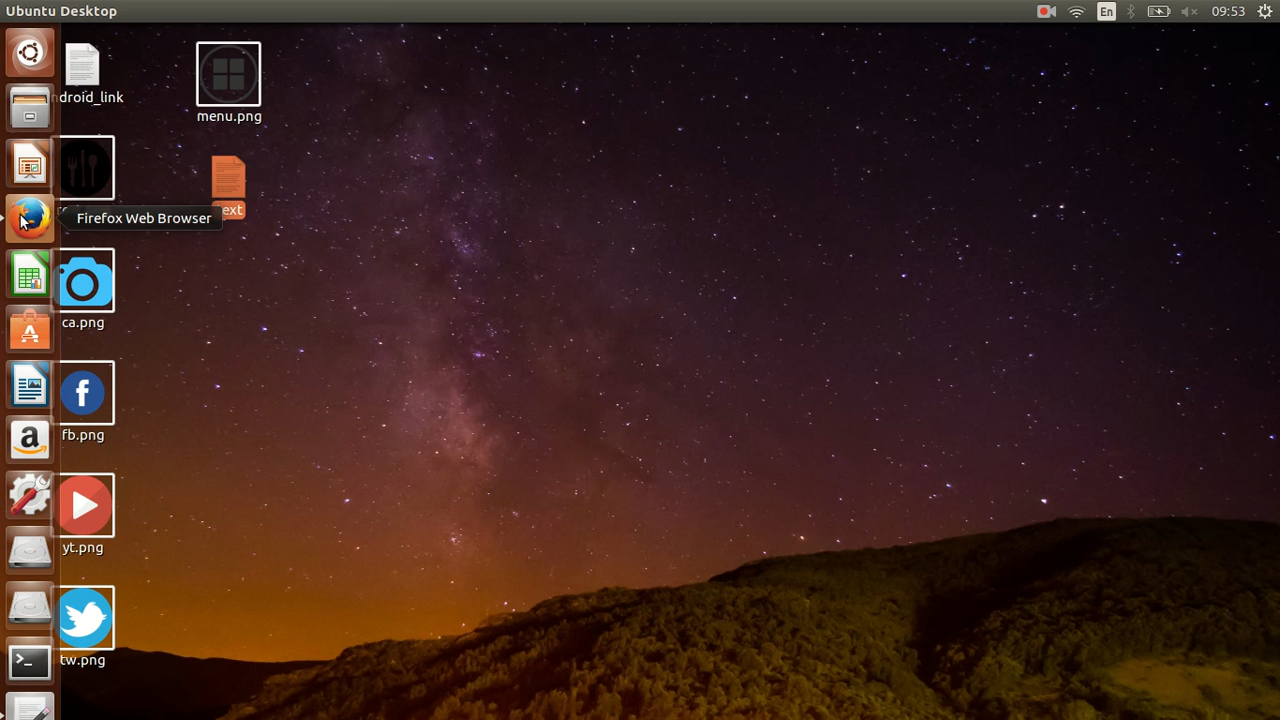 Ubuntu Desktop
En
09:53
ndroid_link
menu.png
ext
Firefox Web Browser
ca.png
fb.png
yt.png
tw.png